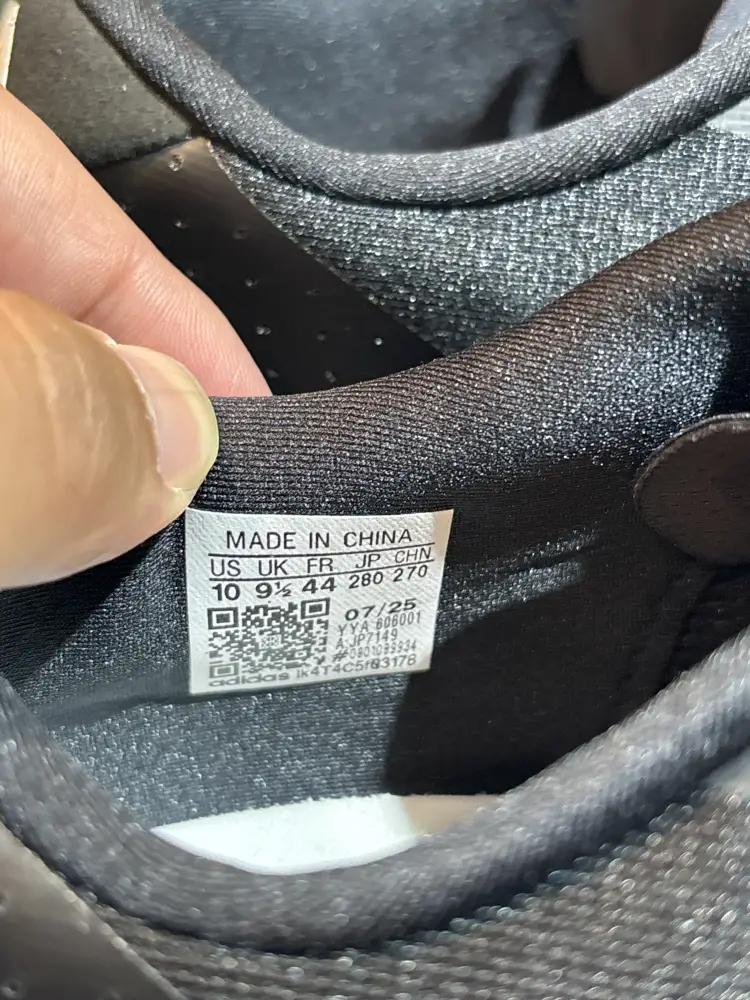 MADE IN CHINA
US UK FR JP CHN
10 9½ 44 280 270
07/25
YYA 606001
A:JP7149
adidas